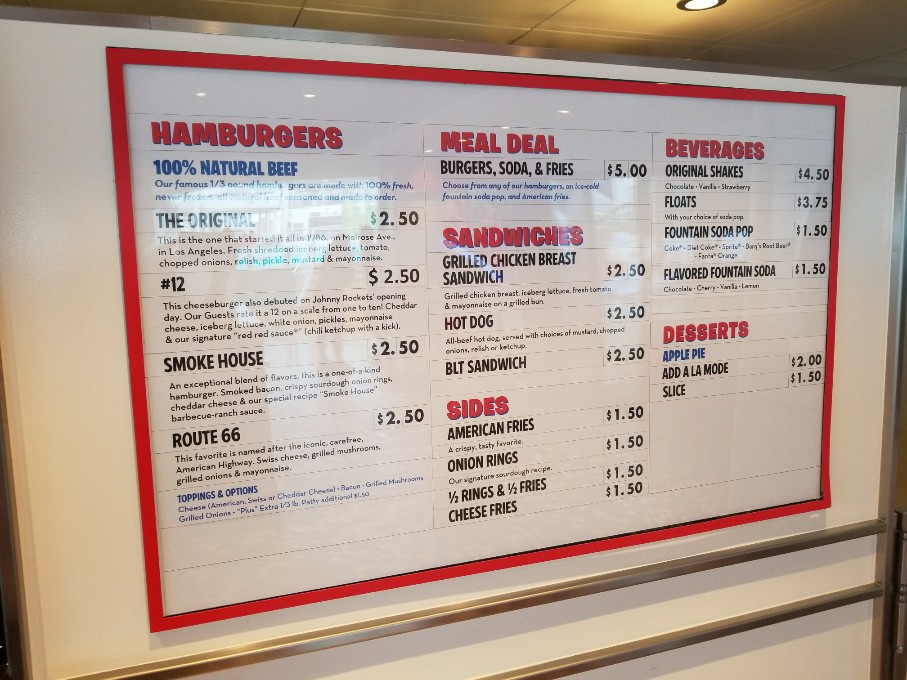 HAMBURGERS
100% NATURAL BEEF
Our famous 1/3 pound hamburgers are made with 100% fresh,
never frozen, all-natural beef seasoned and made to order.
THE ORIGINAL $2.50
This is the one that started it all in 1986, on Melrose Ave.,
in Los Angeles. Fresh shredded iceberg lettuce, tomato,
chopped onions, relish, pickle, mustard & mayonnaise.
#12 $2.50
This cheeseburger also debuted on Johnny Rockets' opening
day. Our Guests rate it a 12 on a scale from one to ten! Cheddar
cheese, iceberg lettuce, white onion, pickles, mayonnaise
& our signature "red red sauce®" (chili ketchup with a kick).
SMOKE HOUSE $2.50
An exceptional blend of flavors, this is a one-of-a-kind
hamburger. Smoked bacon, crispy sourdough onion rings,
cheddar cheese & our special recipe "Smoke House"
barbecue-ranch sauce.
ROUTE 66 $2.50
This favorite is named after the iconic, carefree,
American Highway. Swiss cheese, grilled mushrooms,
grilled onions & mayonnaise.
TOPPINGS & OPTIONS
Cheese (American, Swiss or Cheddar Cheese) • Bacon • Grilled Mushrooms
Grilled Onions • "Plus" Extra 1/3 lb. Patty additional $1.50
MEAL DEAL
BURGERS, SODA, & FRIES $5.00
Choose from any of our hamburgers, an ice-cold
fountain soda pop, and American fries.
SANDWICHES
GRILLED CHICKEN BREAST
SANDWICH $2.50
Grilled chicken breast, iceberg lettuce, fresh tomato
& mayonnaise on a grilled bun.
HOT DOG $2.50
All-beef hot dog, served with choices of mustard, chopped
onions, relish or ketchup.
BLT SANDWICH $2.50
SIDES
AMERICAN FRIES $1.50
A crispy, tasty favorite.
ONION RINGS $1.50
Our signature sourdough recipe.
½ RINGS & ½ FRIES $1.50
CHEESE FRIES $1.50
BEVERAGES
ORIGINAL SHAKES $4.50
Chocolate • Vanilla • Strawberry
FLOATS $3.75
With your choice of soda pop.
FOUNTAIN SODA POP $1.50
Coke® • Diet Coke® • Sprite® • Barq's Root Beer®
• Fanta® Orange
FLAVORED FOUNTAIN SODA $1.50
Chocolate • Cherry • Vanilla • Lemon
DESSERTS
APPLE PIE
ADD A LA MODE $2.00
SLICE $1.50